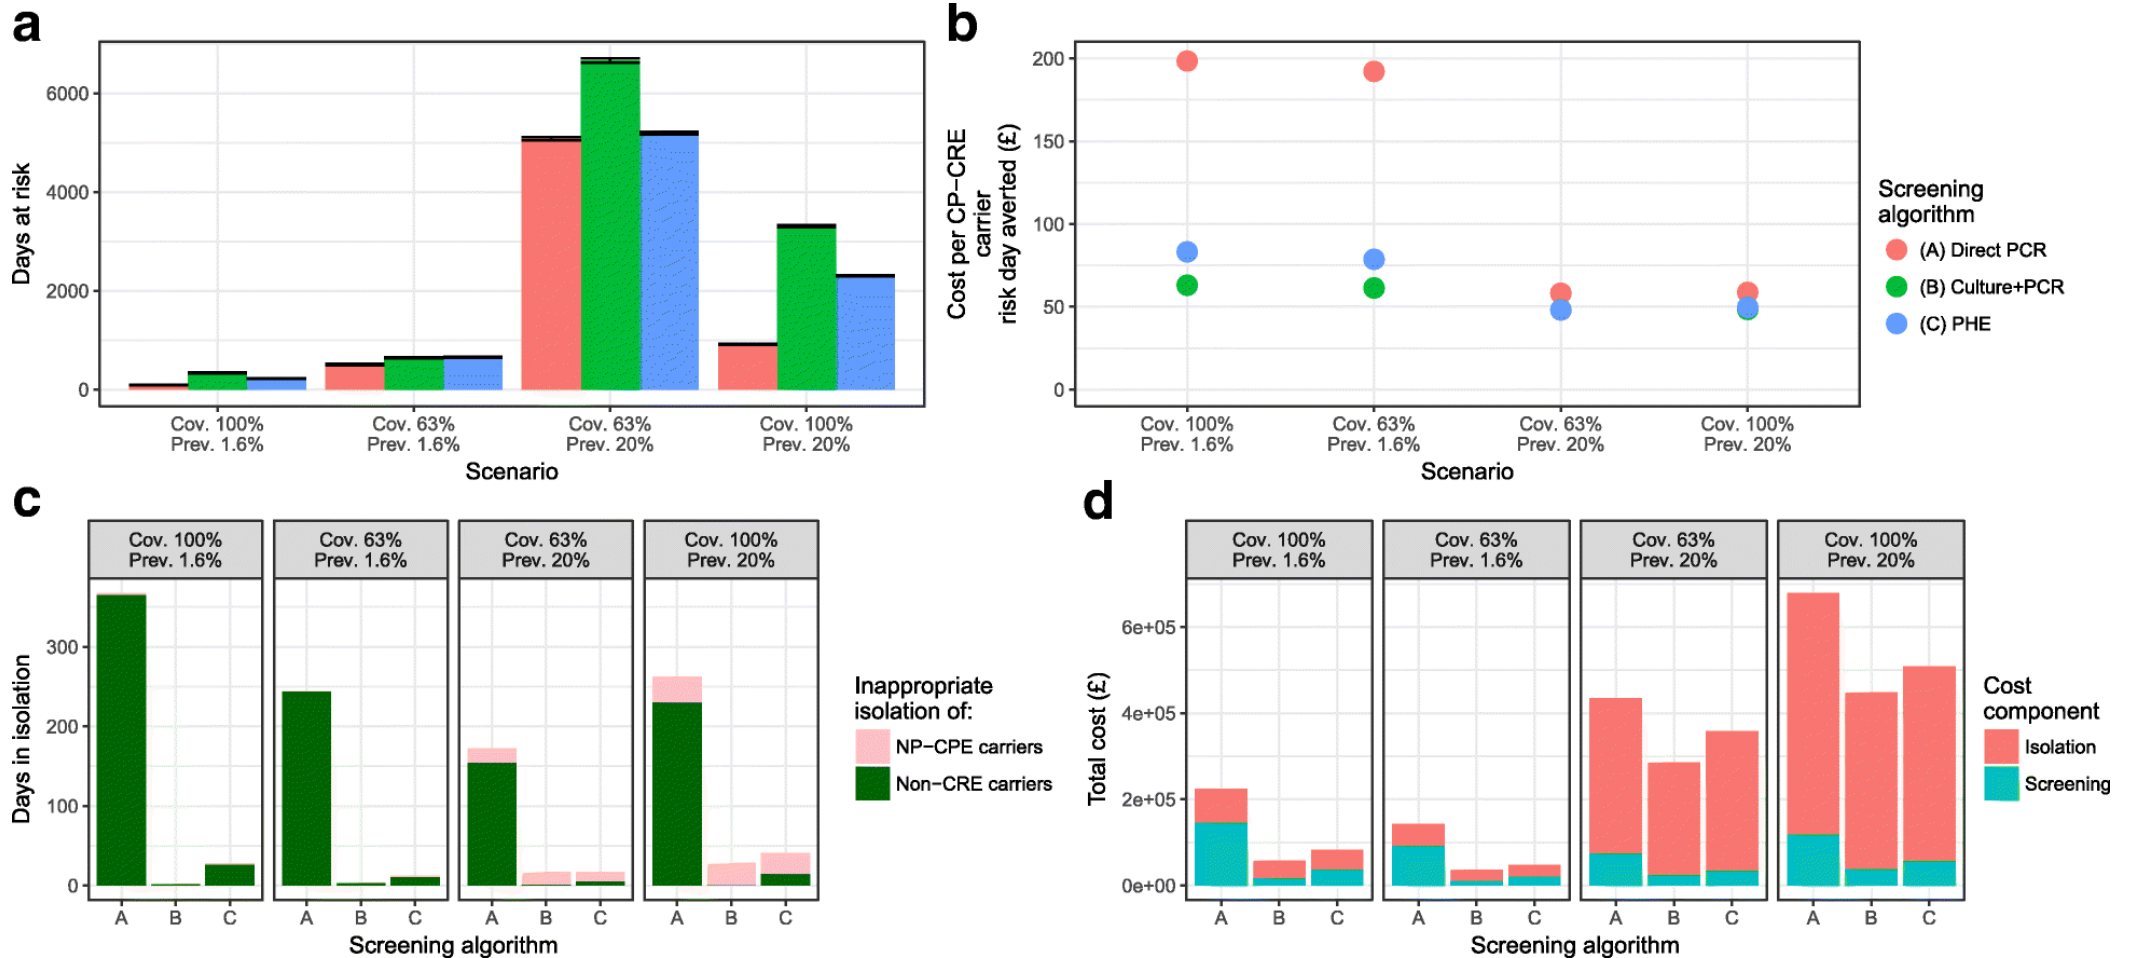 a
Days at risk
6000
4000
2000
0
Cov. 100%
Prev. 1.6%
Cov. 63%
Prev. 1.6%
Cov. 63%
Prev. 20%
Cov. 100%
Prev. 20%
Scenario
b
Cost per CP−CRE
carrier
risk day averted (£)
200
150
100
50
0
Cov. 100%
Prev. 1.6%
Cov. 63%
Prev. 1.6%
Cov. 63%
Prev. 20%
Cov. 100%
Prev. 20%
Scenario
Screening
algorithm
(A) Direct PCR
(B) Culture+PCR
(C) PHE
c
Cov. 100%
Prev. 1.6%
Cov. 63%
Prev. 1.6%
Cov. 63%
Prev. 20%
Cov. 100%
Prev. 20%
Days in isolation
300
200
100
0
A B C
A B C
A B C
A B C
Screening algorithm
Inappropriate
isolation of:
NP−CPE carriers
Non−CRE carriers
d
Cov. 100%
Prev. 1.6%
Cov. 63%
Prev. 1.6%
Cov. 63%
Prev. 20%
Cov. 100%
Prev. 20%
Total cost (£)
6e+05
4e+05
2e+05
0e+00
A B C
A B C
A B C
A B C
Screening algorithm
Cost
component
Isolation
Screening